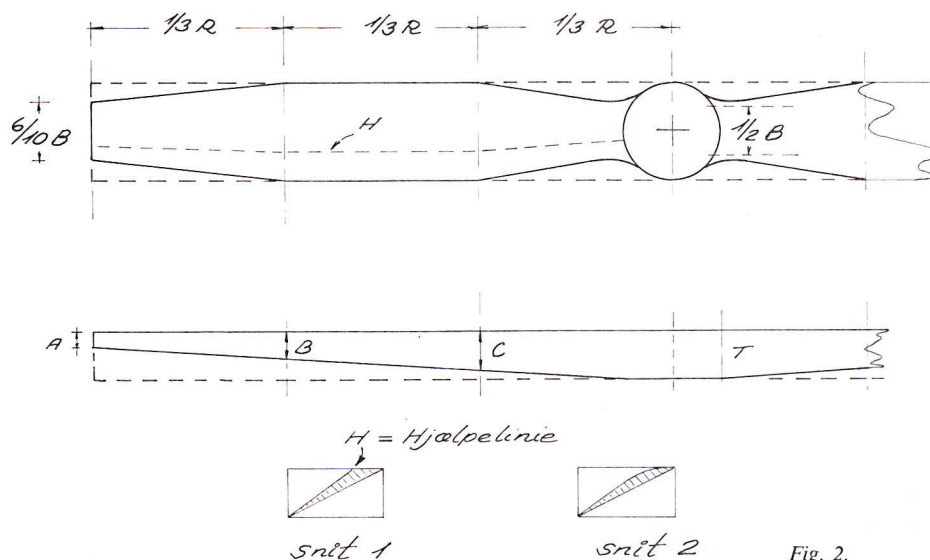 1/3 R 1/3 R 1/3 R
6/10 B
H
1/2 B
A
B
C
T
H = Hjælpelinie
snit 1 snit 2
Fig. 2.